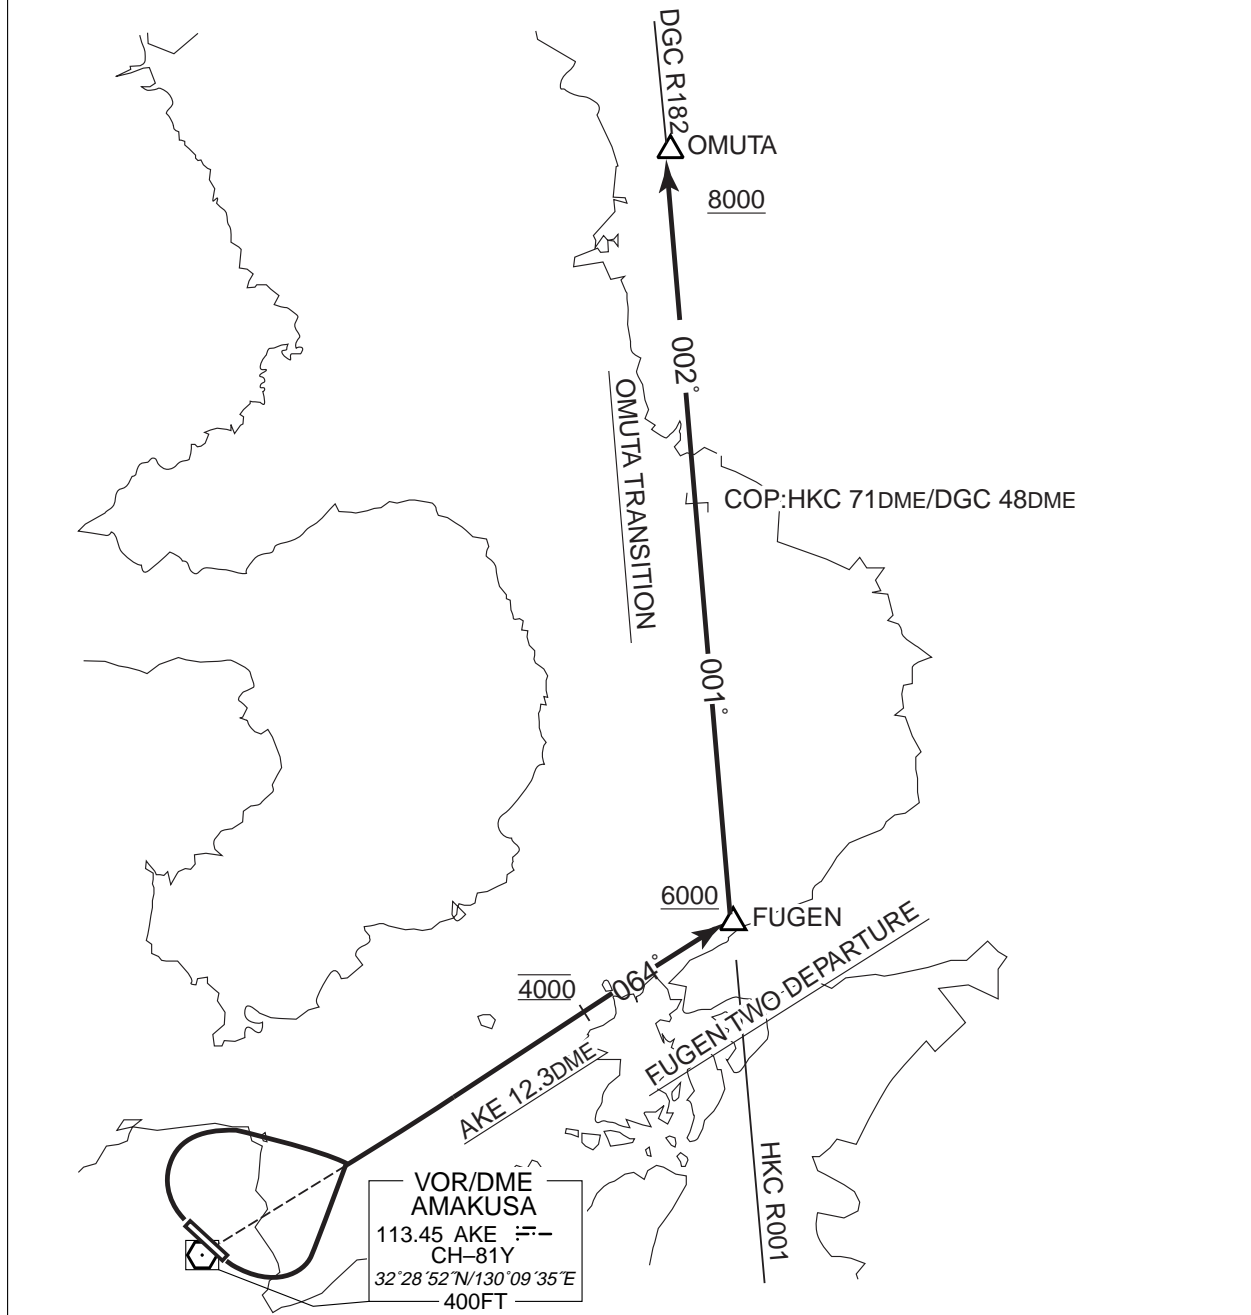 DGC R182
OMUTA
8000
002°
OMUTA TRANSITION
COP:HKC 71DME/DGC 48DME
001°
6000
FUGEN
064°
4000
FUGEN TWO DEPARTURE
AKE 12.3DME
HKC R001
VOR/DME
AMAKUSA
113.45 AKE
CH–81Y
32°28´52˝N/130°09´35˝E
400FT